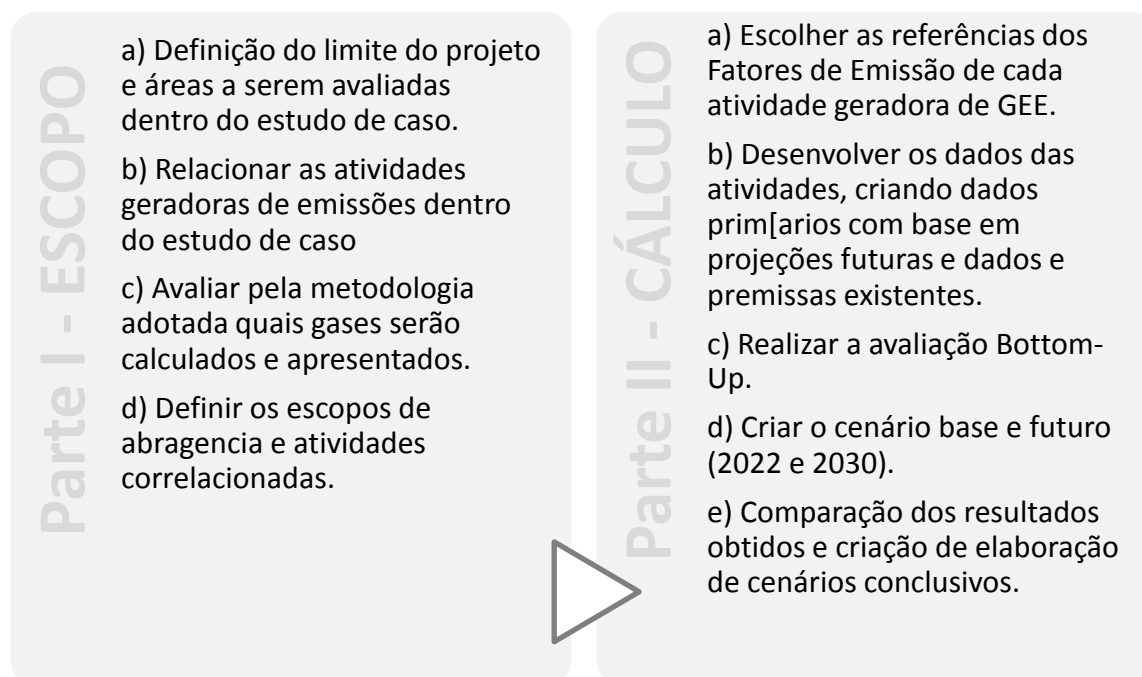 Parte I - ESCOPO
a) Definição do limite do projeto
e áreas a serem avaliadas
dentro do estudo de caso.
b) Relacionar as atividades
geradoras de emissões dentro
do estudo de caso
c) Avaliar pela metodologia
adotada quais gases serão
calculados e apresentados.
d) Definir os escopos de
abragencia e atividades
correlacionadas.
Parte II - CÁLCULO
a) Escolher as referências dos
Fatores de Emissão de cada
atividade geradora de GEE.
b) Desenvolver os dados das
atividades, criando dados
prim[arios com base em
projeções futuras e dados e
premissas existentes.
c) Realizar a avaliação Bottom-
Up.
d) Criar o cenário base e futuro
(2022 e 2030).
e) Comparação dos resultados
obtidos e criação de elaboração
de cenários conclusivos.